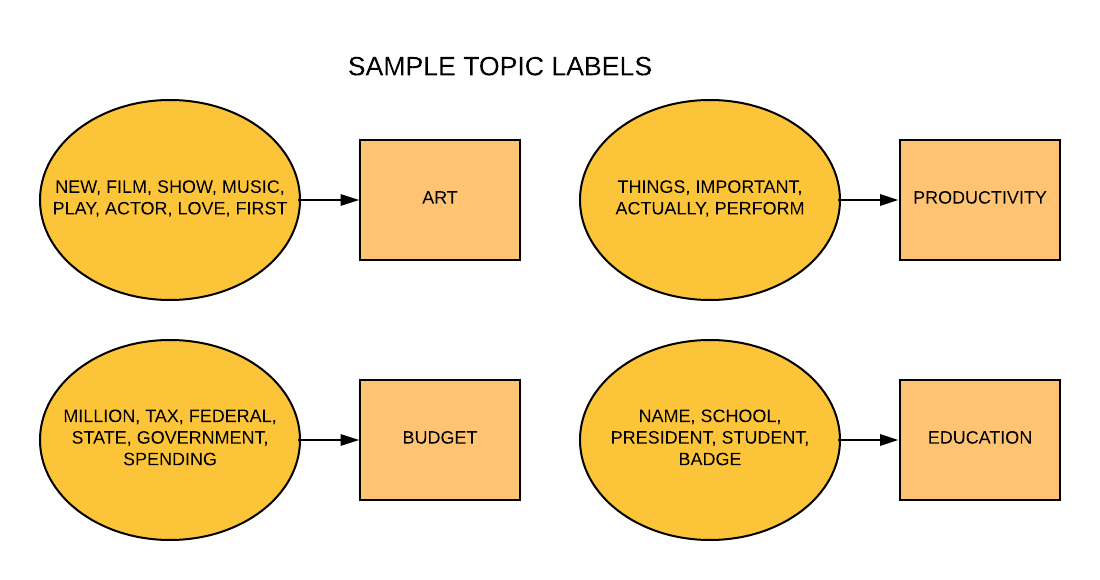 SAMPLE TOPIC LABELS
NEW, FILM, SHOW, MUSIC,
PLAY, ACTOR, LOVE, FIRST
ART
THINGS, IMPORTANT,
ACTUALLY, PERFORM
PRODUCTIVITY
MILLION, TAX, FEDERAL,
STATE, GOVERNMENT,
SPENDING
BUDGET
NAME, SCHOOL,
PRESIDENT, STUDENT,
BADGE
EDUCATION